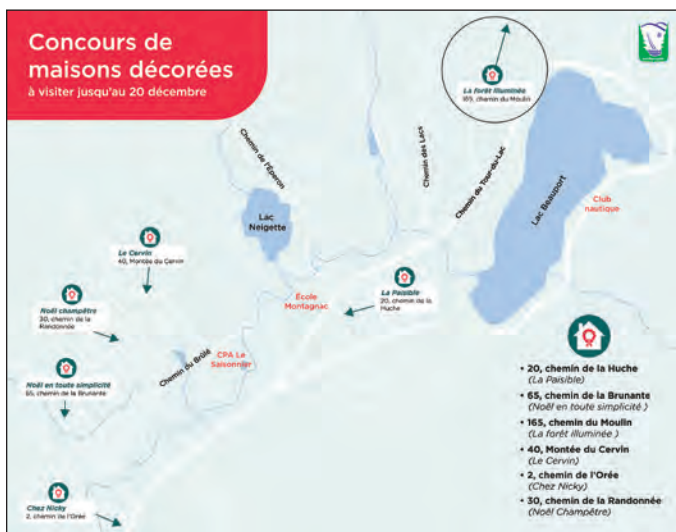 Concours de
maisons décorées
à visiter jusqu'au 20 décembre
La forêt illuminée
165, chemin du Moulin
Chemin de l'Éperon
Chemin des Lacs
Chemin du Tour-du-Lac
Lac Beauport
Club
nautique
Lac
Neigette
Le Cervin
40, Montée du Cervin
Noël champêtre
30, chemin de la
Randonnée
La Paisible
20, chemin de la
Huche
École
Montagnac
Chemin du Brûlé
CPA Le
Saisonnier
Noël en toute simplicité
65, chemin de la Brunante
Chez Nicky
2, chemin de l'Orée
• 20, chemin de la Huche
(La Paisible)
• 65, chemin de la Brunante
(Noël en toute simplicité )
• 165, chemin du Moulin
(La forêt illuminée )
• 40, Montée du Cervin
(Le Cervin)
• 2, chemin de l'Orée
(Chez Nicky)
• 30, chemin de la Randonnée
(Noël Champêtre)